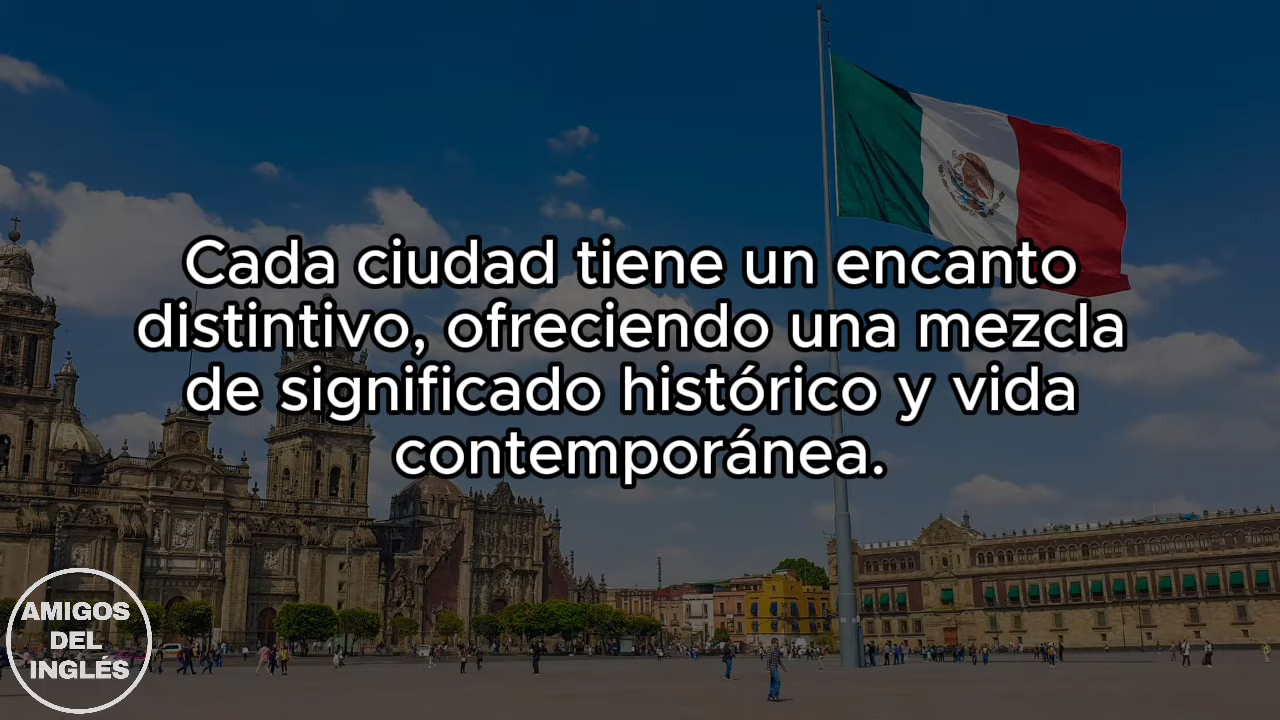 Cada ciudad tiene un encanto
distintivo, ofreciendo una mezcla
de significado histórico y vida
contemporánea.
AMIGOS
DEL
INGLÉS